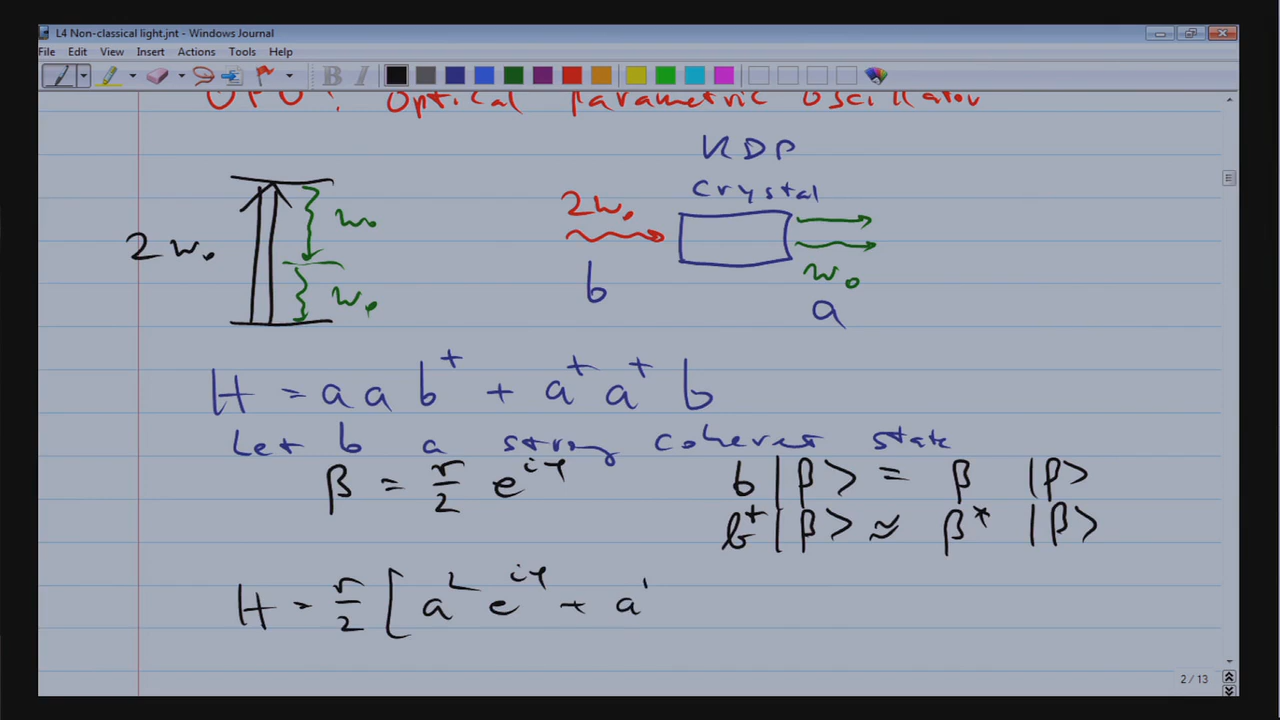 L4 Non-classical light.jnt - Windows Journal
File Edit View Insert Actions Tools Help
OPO: Optical Parametric Oscillator
KDP
crystal
2ω₀
ω₀
ω₀
2ω₀
b
ω₀
a
H = a a b⁺ + a⁺ a⁺ b
Let b a strong coherent state
β = r/2 e^{iφ}
b |β> = β |β>
b⁺ |β> ≈ β* |β>
H = r/2 [ a² e^{iφ} + a'
2 / 13